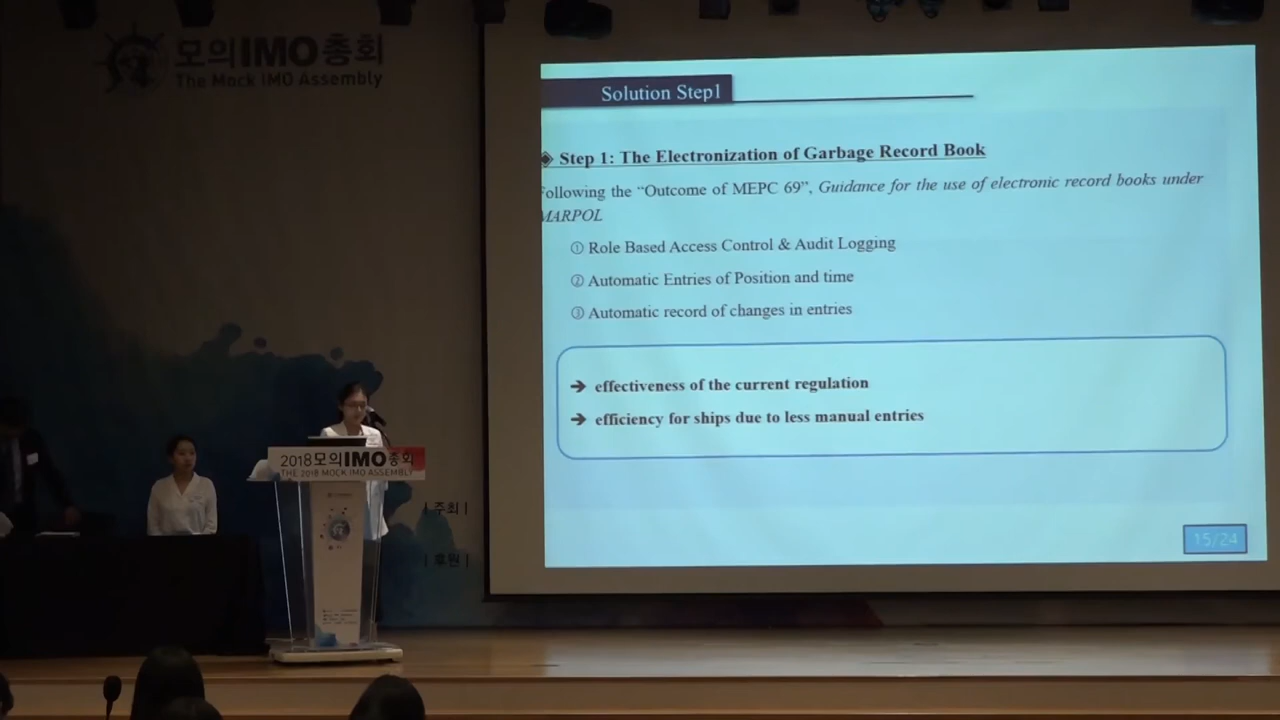 모의IMO총회
The Mock IMO Assembly
Solution Step1
Step 1: The Electronization of Garbage Record Book
Following the “Outcome of MEPC 69”, Guidance for the use of electronic record books under
MARPOL
① Role Based Access Control & Audit Logging
② Automatic Entries of Position and time
③ Automatic record of changes in entries
→ effectiveness of the current regulation
→ efficiency for ships due to less manual entries
15/24
2018모의IMO총회
THE 2018 MOCK IMO ASSEMBLY
| 주최 |
| 후원 |